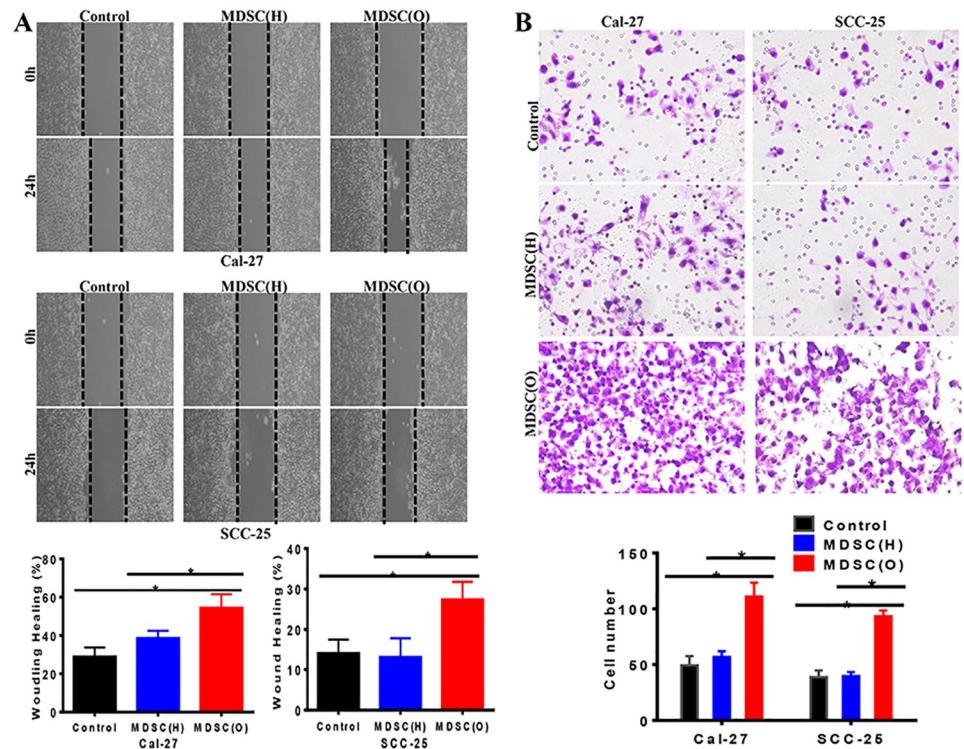 A
Control MDSC(H) MDSC(O)
0h
24h
Cal-27
Control MDSC(H) MDSC(O)
0h
24h
SCC-25
Woudling Healing (%)
80
60
40
20
0
Control MDSC(H) MDSC(O)
Cal-27
* *
Wound Healing (%)
40
30
20
10
0
Control MDSC(H) MDSC(O)
SCC-25
* *
B
Cal-27 SCC-25
Control
MDSC(H)
MDSC(O)
Control
MDSC(H)
MDSC(O)
Cell number
150
100
50
0
* *
* *
Cal-27 SCC-25